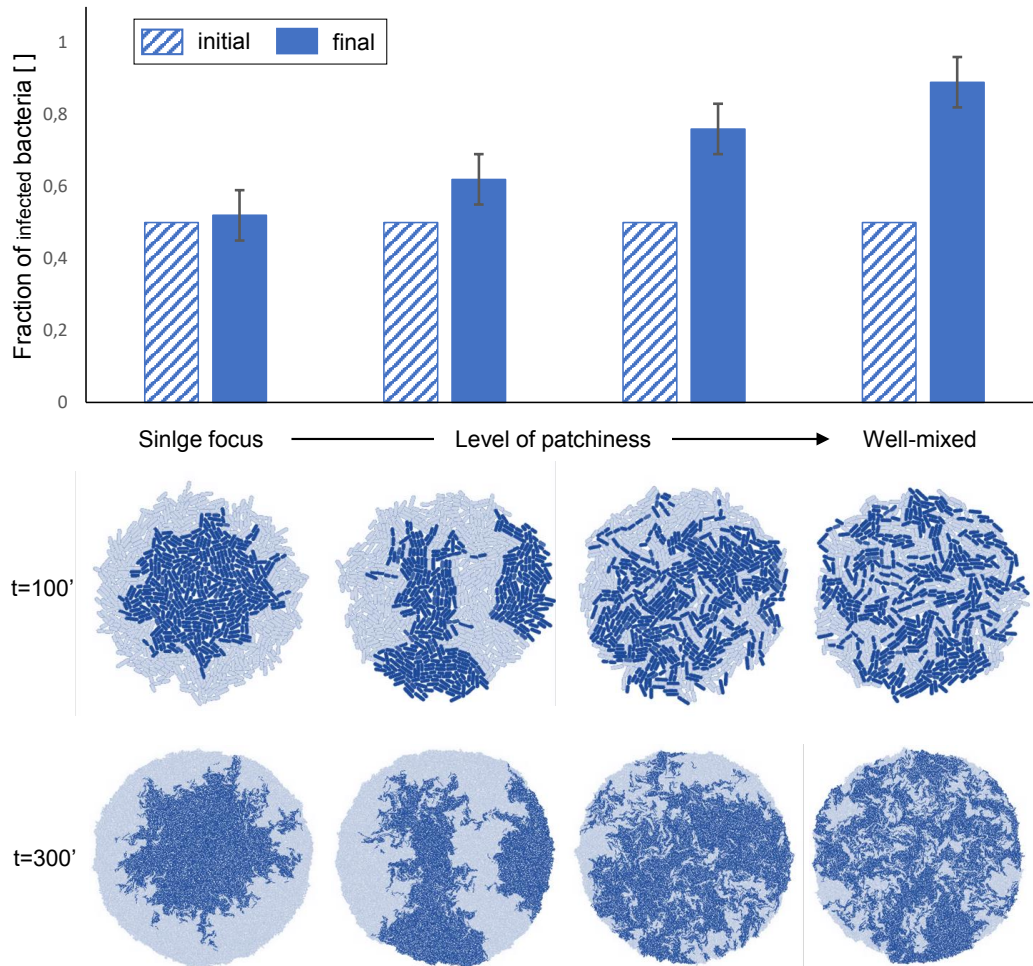 initial final
Fraction of infected bacteria [ ]
1
0,8
0,6
0,4
0,2
0
Sinlge focus Level of patchiness Well-mixed
t=100’
t=300’